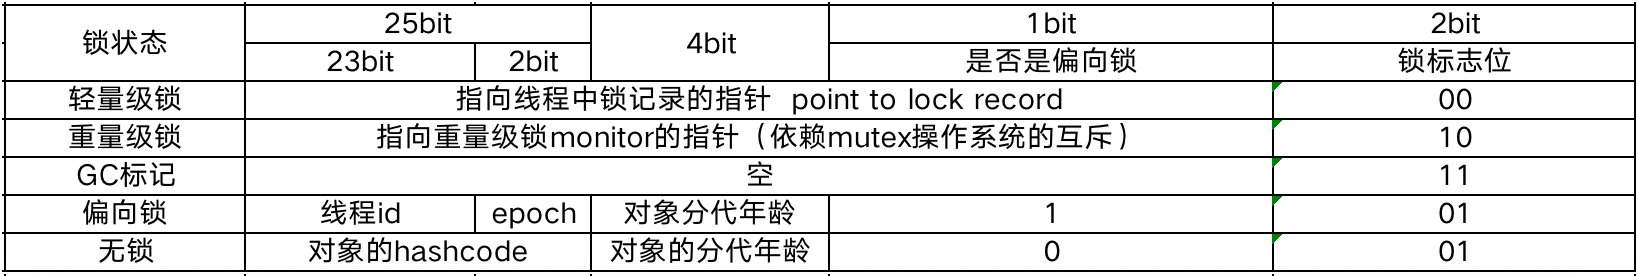 锁状态 25bit 4bit 1bit 2bit
23bit 2bit 是否是偏向锁 锁标志位
轻量级锁 指向线程中锁记录的指针 point to lock record 00
重量级锁 指向重量级锁monitor的指针（依赖mutex操作系统的互斥） 10
GC标记 空 11
偏向锁 线程id epoch 对象分代年龄 1 01
无锁 对象的hashcode 对象的分代年龄 0 01